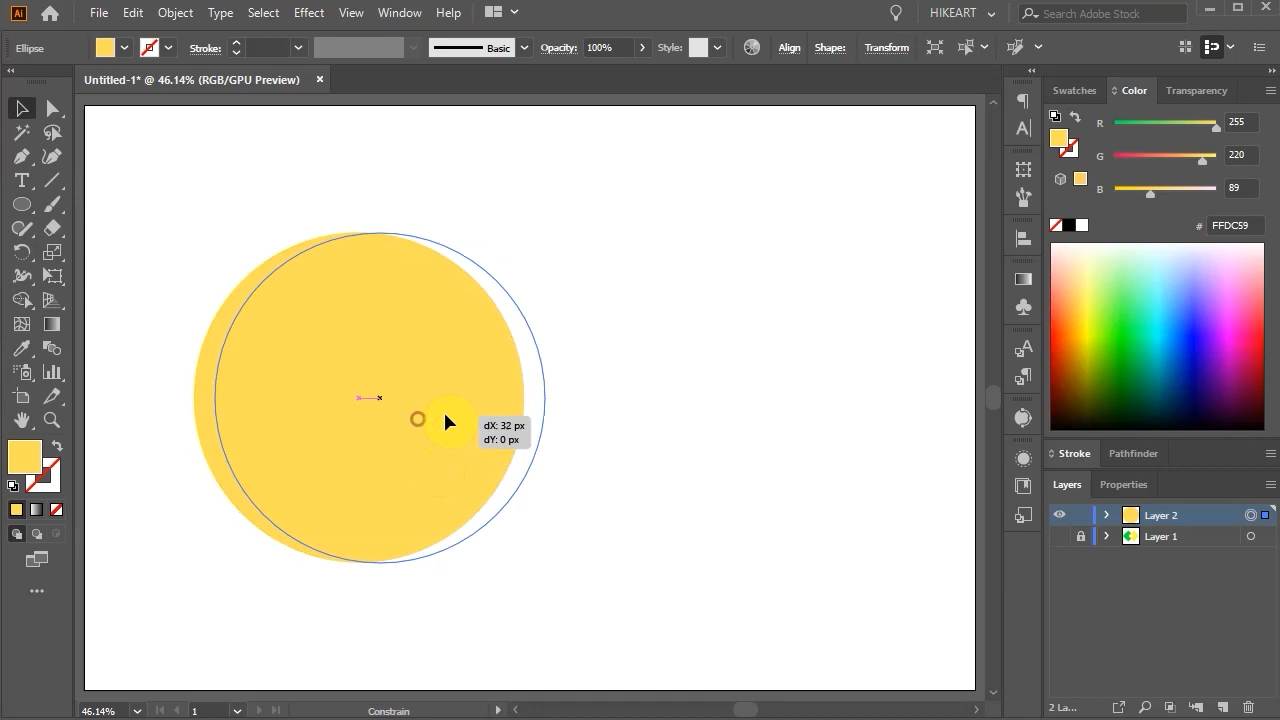 Ai File Edit Object Type Select Effect View Window Help HIKEART Search Adobe Stock
Ellipse Stroke: Basic Opacity: 100% Style: Align Shape: Transform
Untitled-1* @ 46.14% (RGB/GPU Preview) ×
Swatches Color Transparency
R 255
G 220
B 89
# FFDC59
dX: 32 px
dY: 0 px
Stroke Pathfinder
Layers Properties
Layer 2
Layer 1
2 La...
46.14% 1 Constrain